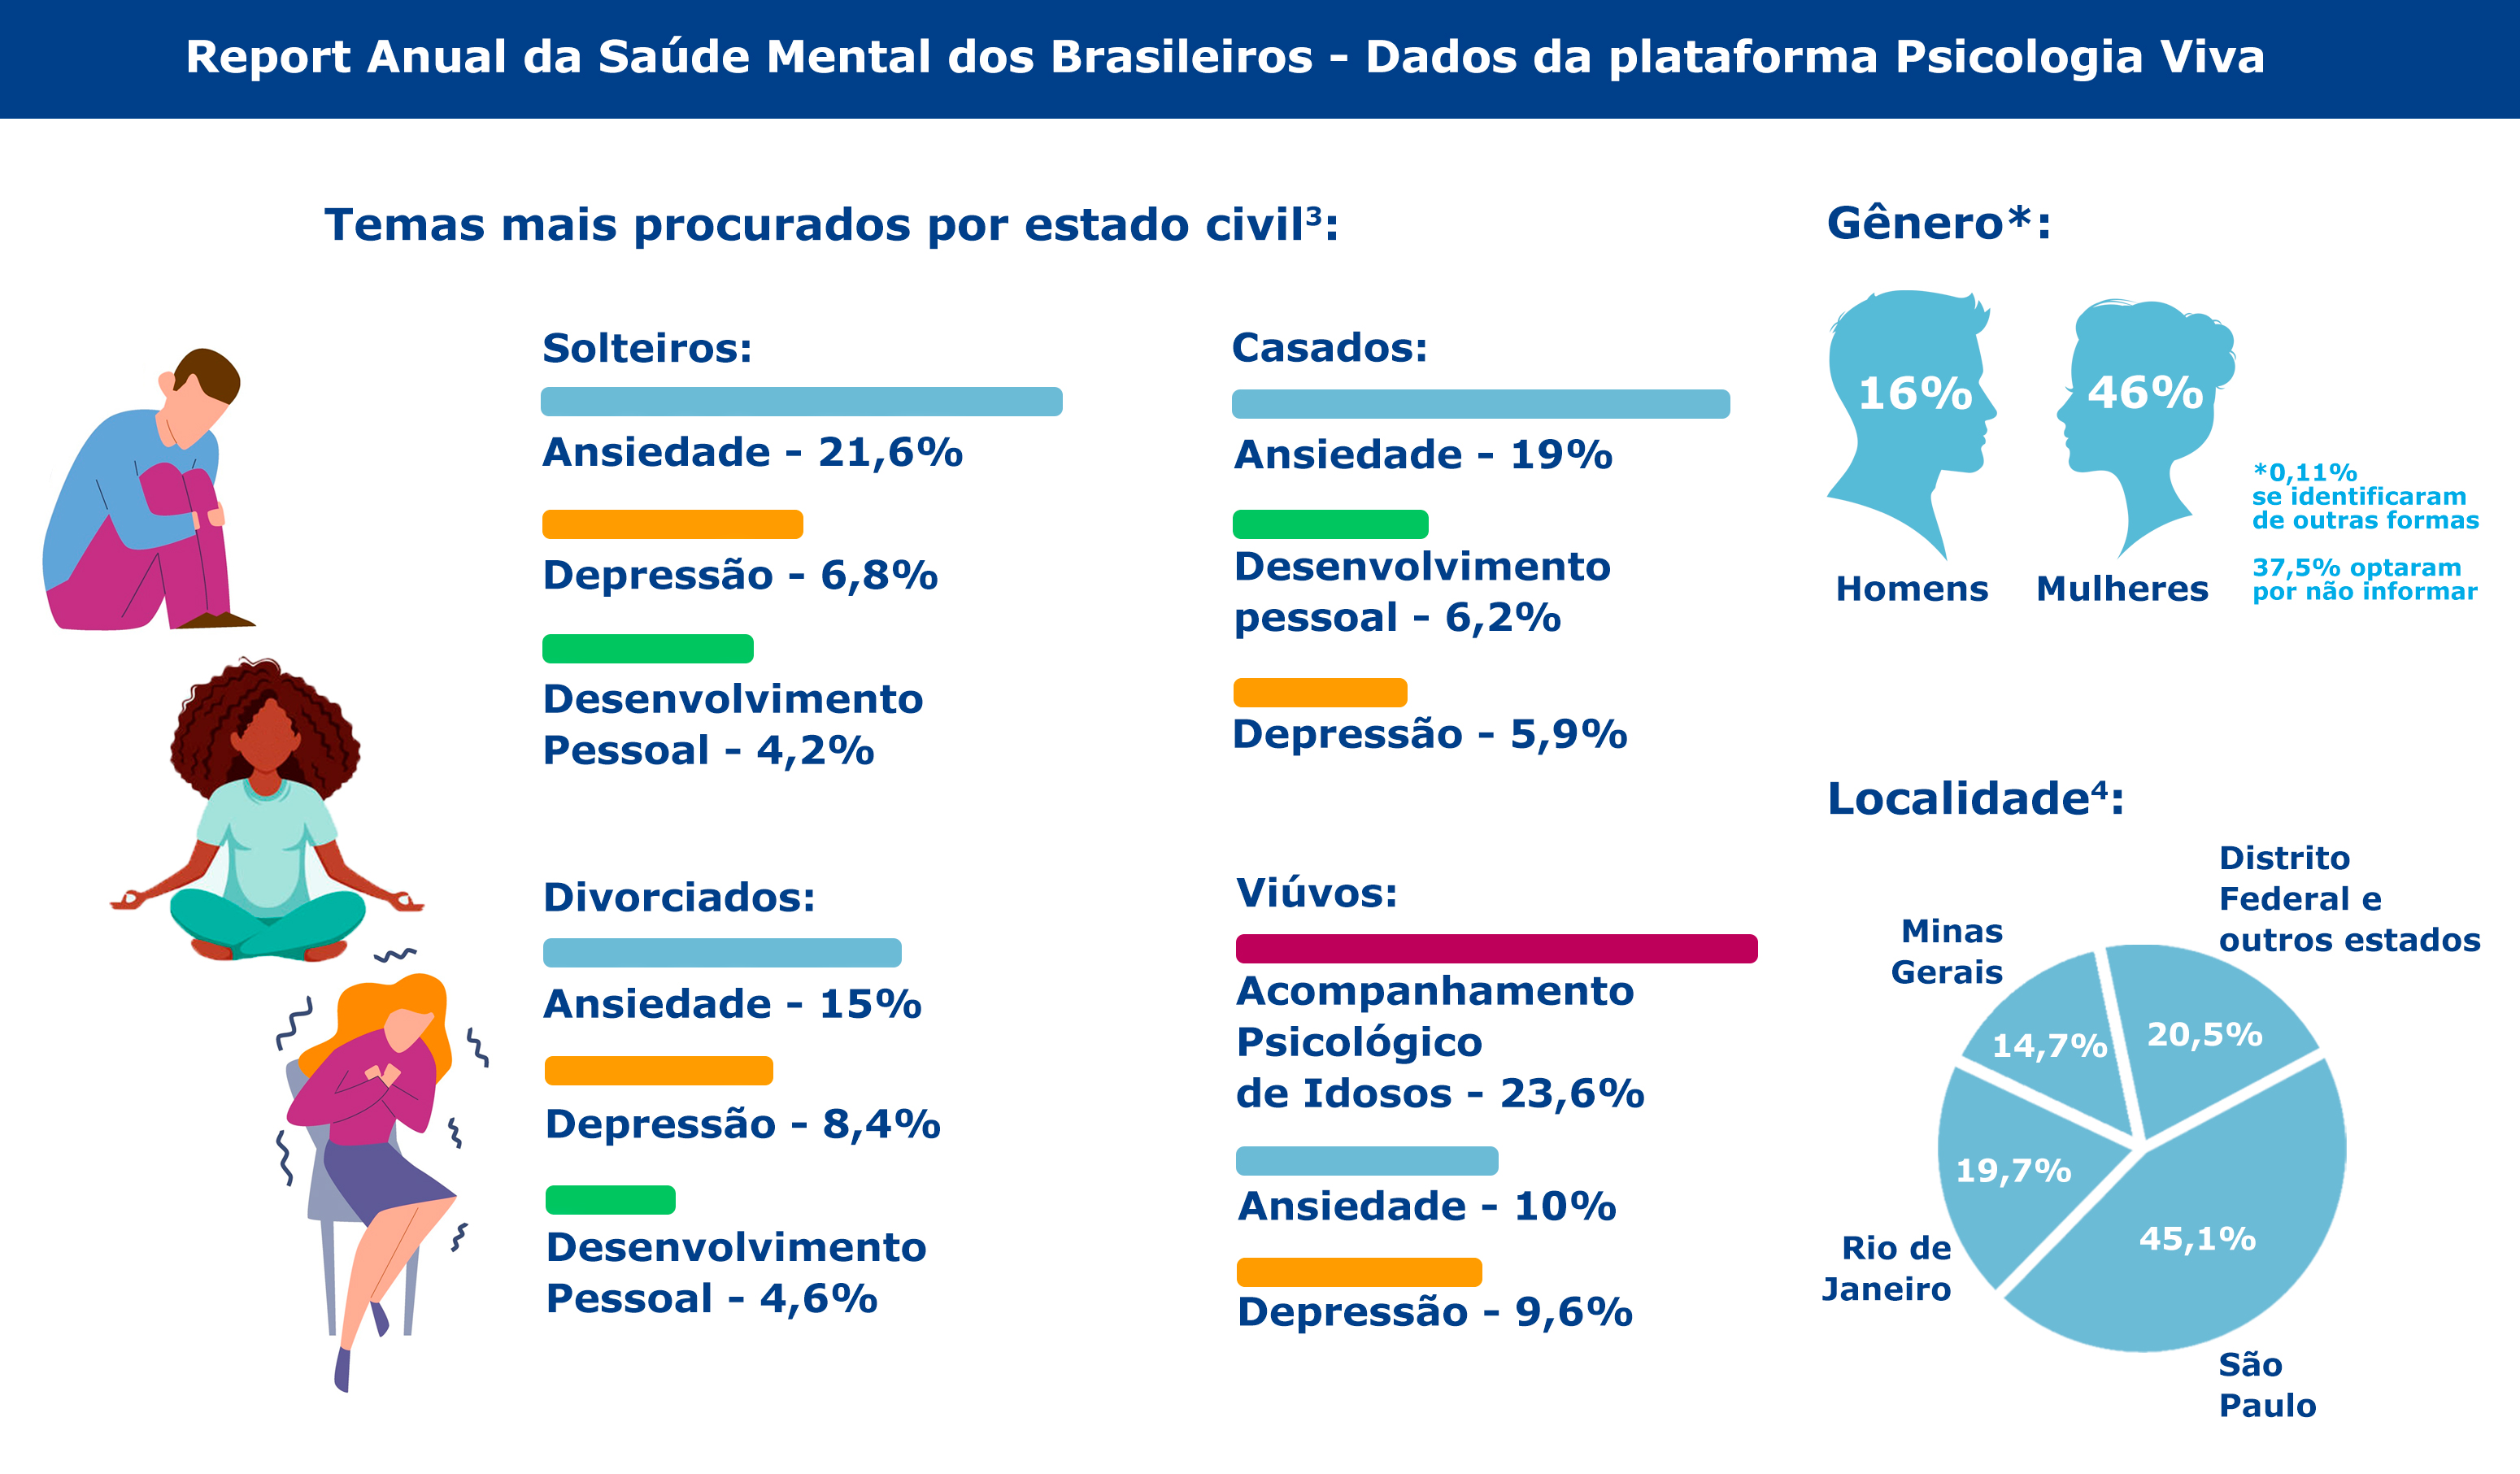 Report Anual da Saúde Mental dos Brasileiros - Dados da plataforma Psicologia Viva
Temas mais procurados por estado civil³:
Solteiros:
Ansiedade - 21,6%
Depressão - 6,8%
Desenvolvimento
Pessoal - 4,2%
Casados:
Ansiedade - 19%
Desenvolvimento
pessoal - 6,2%
Depressão - 5,9%
Divorciados:
Ansiedade - 15%
Depressão - 8,4%
Desenvolvimento
Pessoal - 4,6%
Viúvos:
Acompanhamento
Psicológico
de Idosos - 23,6%
Ansiedade - 10%
Depressão - 9,6%
Gênero*:
16%
46%
Homens
Mulheres
*0,11%
se identificaram
de outras formas
37,5% optaram
por não informar
Localidade⁴:
Distrito
Federal e
outros estados
Minas
Gerais
20,5%
14,7%
19,7%
45,1%
Rio de
Janeiro
São
Paulo